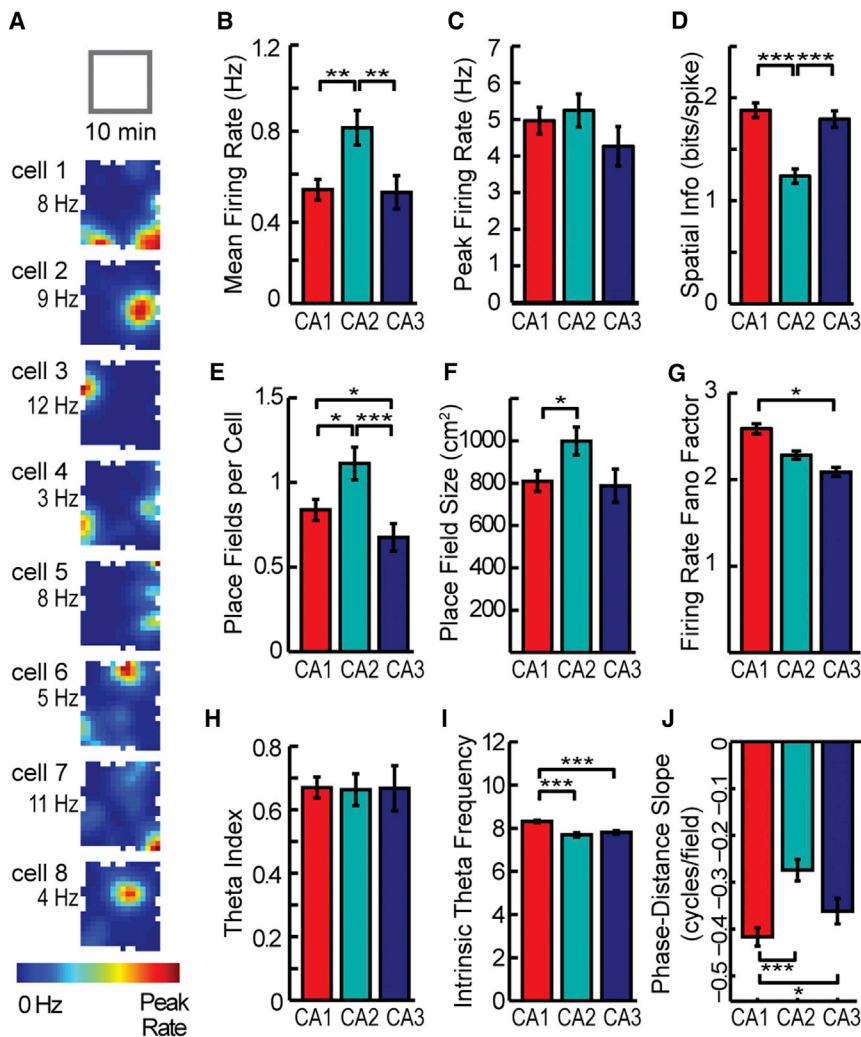 A
10 min
cell 1
8 Hz
cell 2
9 Hz
cell 3
12 Hz
cell 4
3 Hz
cell 5
8 Hz
cell 6
5 Hz
cell 7
11 Hz
cell 8
4 Hz
0 Hz
Peak
Rate
B
Mean Firing Rate (Hz)
1.2
0.8
0.4
0
** **
CA1 CA2 CA3
C
Peak Firing Rate (Hz)
7
6
5
4
3
2
1
0
CA1 CA2 CA3
D
Spatial Info (bits/spike)
2
1
0
*** ***
CA1 CA2 CA3
E
Place Fields per Cell
1.5
1
0.5
0
*
* ***
CA1 CA2 CA3
F
Place Field Size (cm²)
1000
800
600
400
200
*
CA1 CA2 CA3
G
Firing Rate Fano Factor
3
2
1
*
CA1 CA2 CA3
H
Theta Index
0.8
0.6
0.4
0.2
0
CA1 CA2 CA3
I
Intrinsic Theta Frequency
12
10
8
6
4
2
0
***
***
CA1 CA2 CA3
J
Phase-Distance Slope
(cycles/field)
0
−0.1
−0.2
−0.3
−0.4
−0.5
***
*
CA1 CA2 CA3